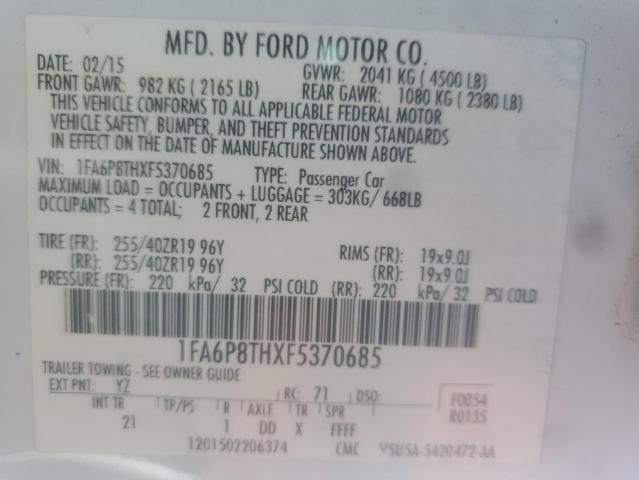 MFD. BY FORD MOTOR CO.
DATE: 02/15 GVWR: 2041 KG ( 4500 LB)
FRONT GAWR: 982 KG ( 2165 LB) REAR GAWR: 1080 KG ( 2380 LB)
THIS VEHICLE CONFORMS TO ALL APPLICABLE FEDERAL MOTOR
VEHICLE SAFETY, BUMPER, AND THEFT PREVENTION STANDARDS
IN EFFECT ON THE DATE OF MANUFACTURE SHOWN ABOVE.
VIN: 1FA6P8THXF5370685 TYPE: Passenger Car
MAXIMUM LOAD = OCCUPANTS + LUGGAGE = 303KG/ 668LB
OCCUPANTS = 4 TOTAL; 2 FRONT, 2 REAR
TIRE (FR): 255/40ZR19 96Y RIMS (FR): 19x9.0J
(RR): 255/40ZR19 96Y (RR): 19x9.0J
PRESSURE (FR): 220 kPa/ 32 PSI COLD (RR): 220 kPa/ 32 PSI COLD
1FA6P8THXF5370685
TRAILER TOWING - SEE OWNER GUIDE
EXT PNT: YZ RC: 71 DSO: F0054
INT TR TP/PS R AXLE TR SPR R0135
21 1 DD X FFFF
1201502206374 CMC 5U5A-5420472-AA